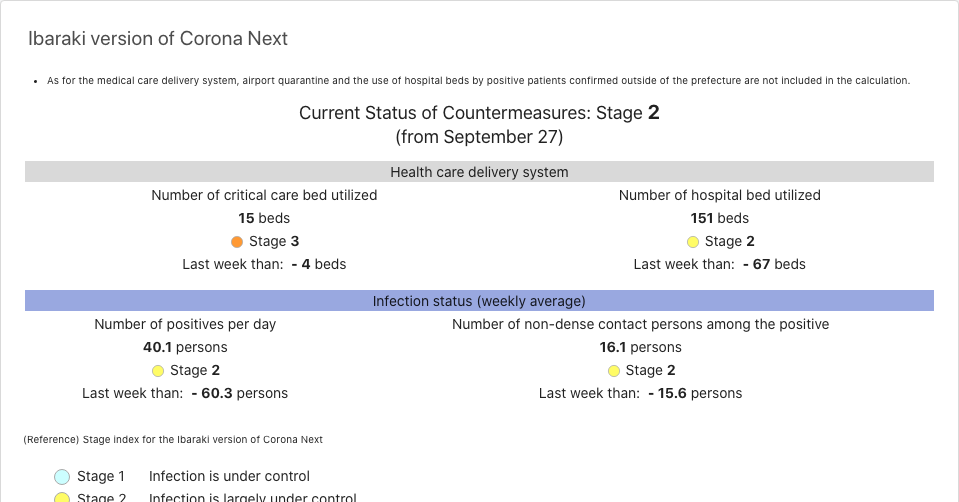 Ibaraki version of Corona Next
• As for the medical care delivery system, airport quarantine and the use of hospital beds by positive patients confirmed outside of the prefecture are not included in the calculation.
Current Status of Countermeasures: Stage 2
(from September 27)
Health care delivery system
Number of critical care bed utilized
15 beds
Stage 3
Last week than: - 4 beds
Number of hospital bed utilized
151 beds
Stage 2
Last week than: - 67 beds
Infection status (weekly average)
Number of positives per day
40.1 persons
Stage 2
Last week than: - 60.3 persons
Number of non-dense contact persons among the positive
16.1 persons
Stage 2
Last week than: - 15.6 persons
(Reference) Stage index for the Ibaraki version of Corona Next
Stage 1 Infection is under control
Stage 2 Infection is largely under control